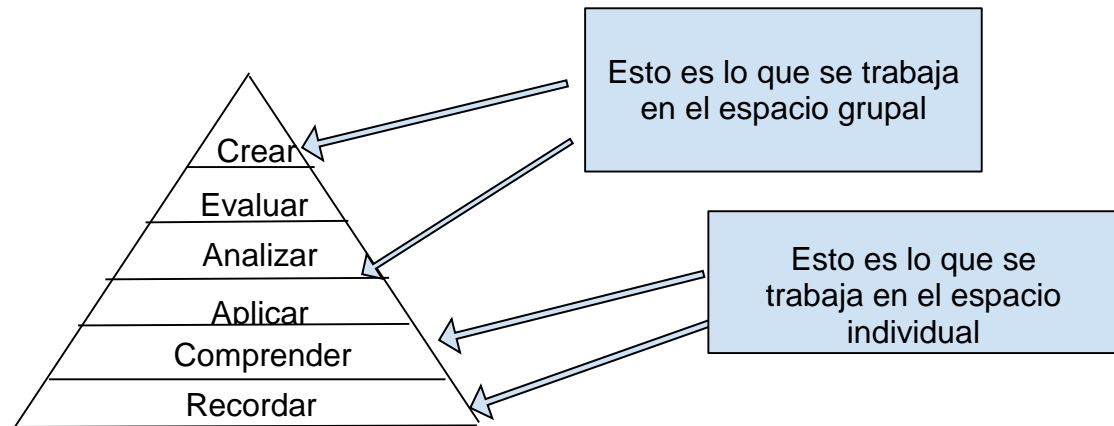 Esto es lo que se trabaja
en el espacio grupal
Crear
Evaluar
Analizar
Aplicar
Comprender
Recordar
Esto es lo que se
trabaja en el espacio
individual